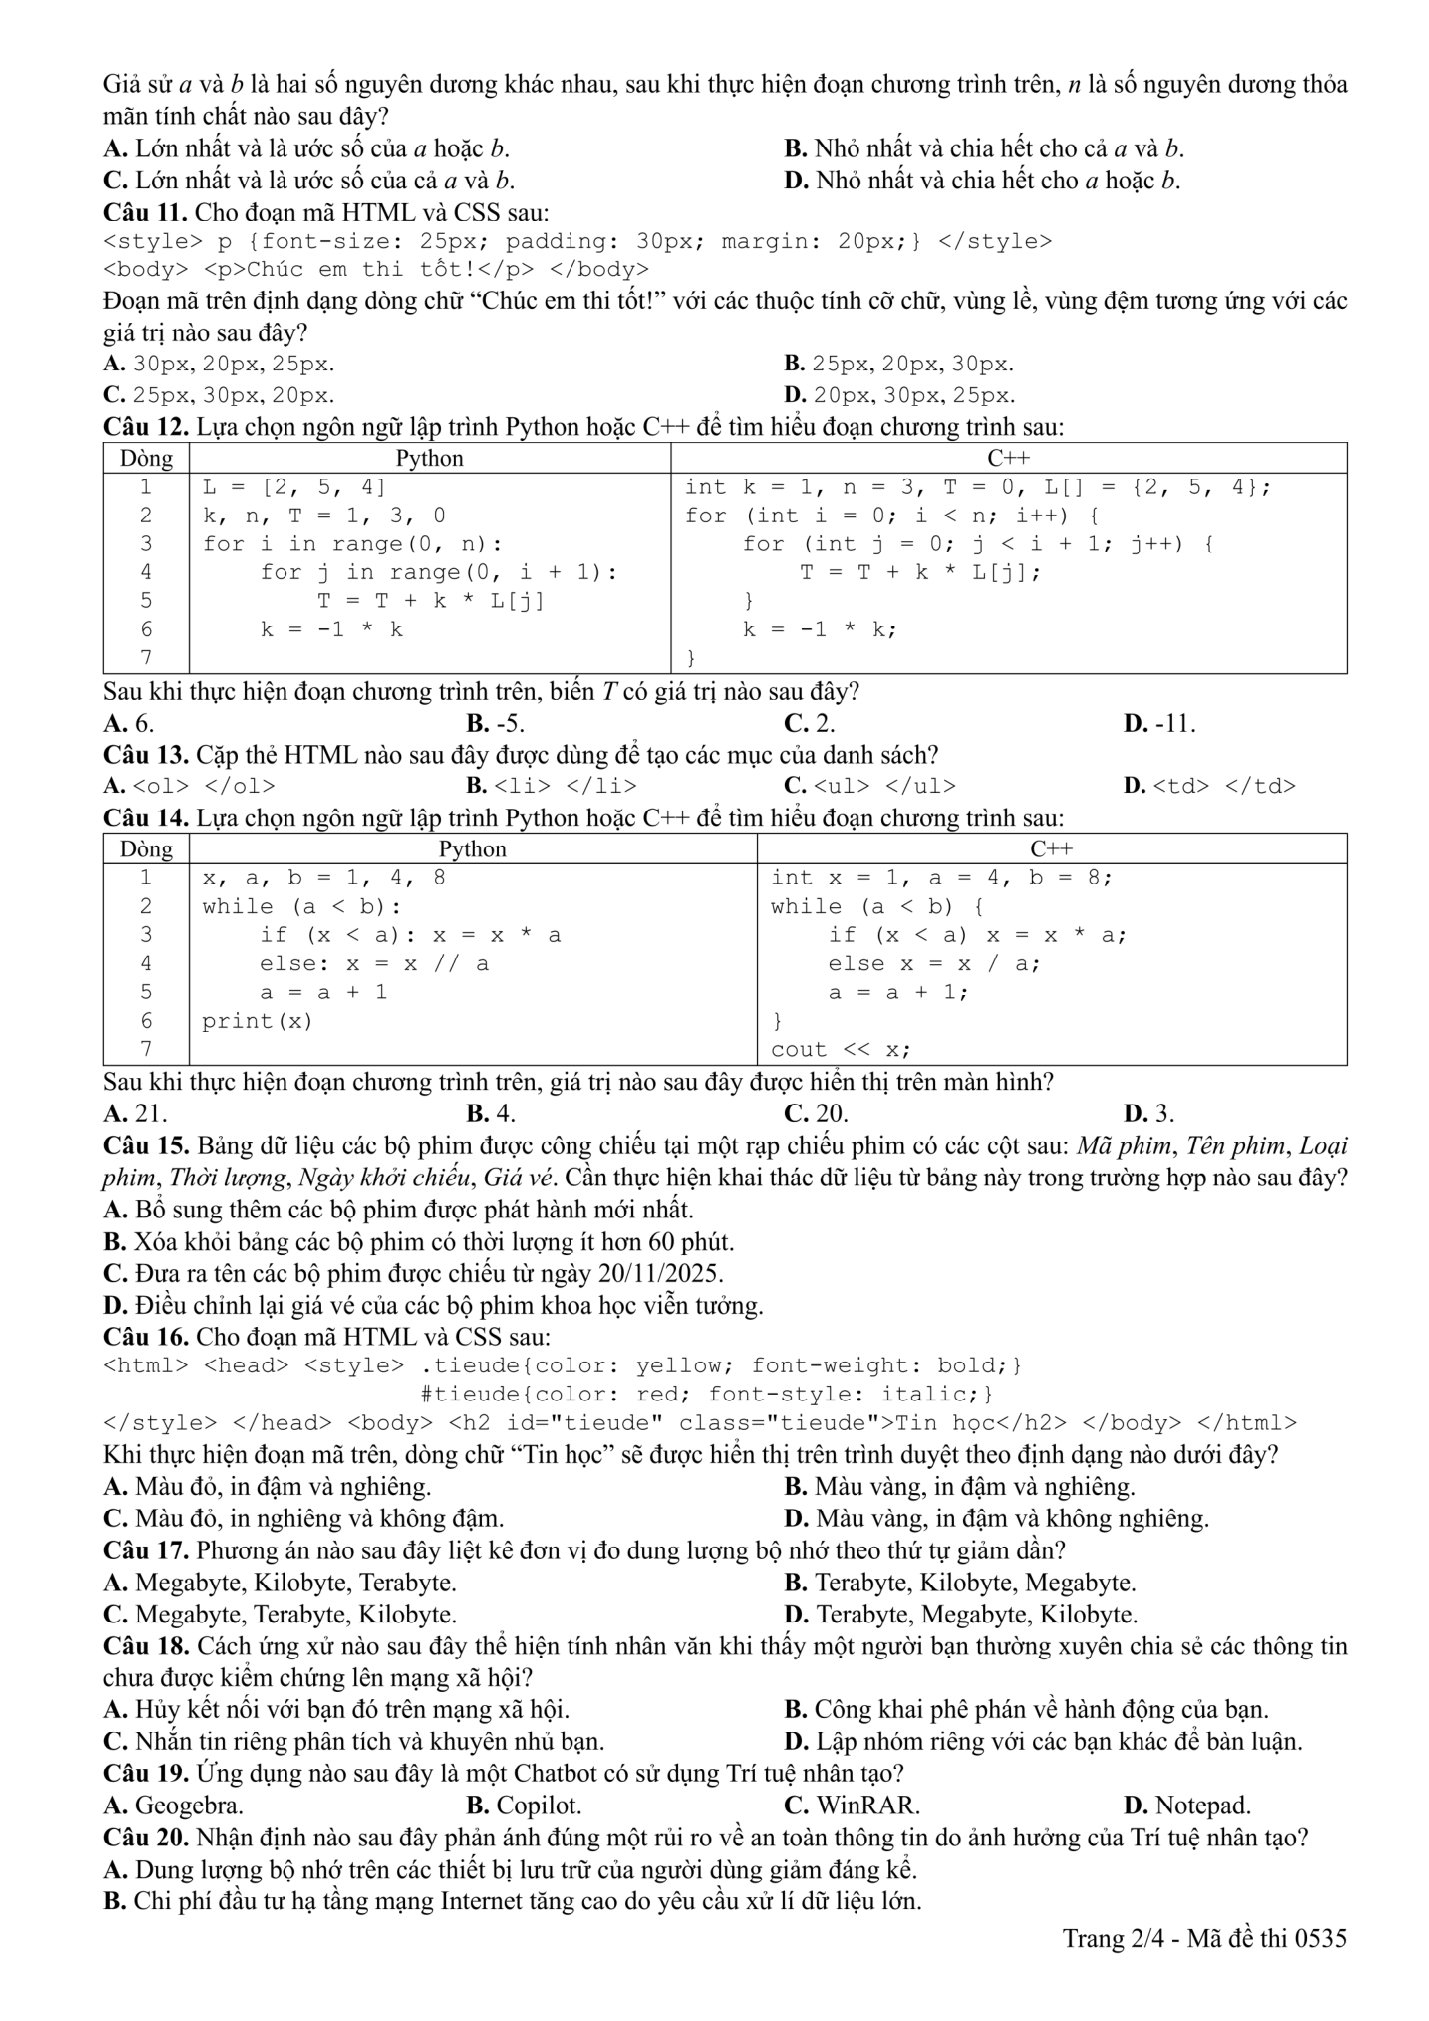 Giả sử a và b là hai số nguyên dương khác nhau, sau khi thực hiện đoạn chương trình trên, n là số nguyên dương thỏa
mãn tính chất nào sau đây?
A. Lớn nhất và là ước số của a hoặc b. B. Nhỏ nhất và chia hết cho cả a và b.
C. Lớn nhất và là ước số của cả a và b. D. Nhỏ nhất và chia hết cho a hoặc b.
Câu 11. Cho đoạn mã HTML và CSS sau:
<style> p {font-size: 25px; padding: 30px; margin: 20px;} </style>
<body> <p>Chúc em thi tốt!</p> </body>
Đoạn mã trên định dạng dòng chữ “Chúc em thi tốt!” với các thuộc tính cỡ chữ, vùng lề, vùng đệm tương ứng với các
giá trị nào sau đây?
A. 30px, 20px, 25px. B. 25px, 20px, 30px.
C. 25px, 30px, 20px. D. 20px, 30px, 25px.
Câu 12. Lựa chọn ngôn ngữ lập trình Python hoặc C++ để tìm hiểu đoạn chương trình sau:
Dòng Python C++
1 L = [2, 5, 4] int k = 1, n = 3, T = 0, L[] = {2, 5, 4};
2 k, n, T = 1, 3, 0 for (int i = 0; i < n; i++) {
3 for i in range(0, n): for (int j = 0; j < i + 1; j++) {
4 for j in range(0, i + 1): T = T + k * L[j];
5 T = T + k * L[j] }
6 k = -1 * k k = -1 * k;
7 }
Sau khi thực hiện đoạn chương trình trên, biến T có giá trị nào sau đây?
A. 6. B. -5. C. 2. D. -11.
Câu 13. Cặp thẻ HTML nào sau đây được dùng để tạo các mục của danh sách?
A. <ol> </ol> B. <li> </li> C. <ul> </ul> D. <td> </td>
Câu 14. Lựa chọn ngôn ngữ lập trình Python hoặc C++ để tìm hiểu đoạn chương trình sau:
Dòng Python C++
1 x, a, b = 1, 4, 8 int x = 1, a = 4, b = 8;
2 while (a < b): while (a < b) {
3 if (x < a): x = x * a if (x < a) x = x * a;
4 else: x = x // a else x = x / a;
5 a = a + 1 a = a + 1;
6 print(x) }
7 cout << x;
Sau khi thực hiện đoạn chương trình trên, giá trị nào sau đây được hiển thị trên màn hình?
A. 21. B. 4. C. 20. D. 3.
Câu 15. Bảng dữ liệu các bộ phim được công chiếu tại một rạp chiếu phim có các cột sau: Mã phim, Tên phim, Loại
phim, Thời lượng, Ngày khởi chiếu, Giá vé. Cần thực hiện khai thác dữ liệu từ bảng này trong trường hợp nào sau đây?
A. Bổ sung thêm các bộ phim được phát hành mới nhất.
B. Xóa khỏi bảng các bộ phim có thời lượng ít hơn 60 phút.
C. Đưa ra tên các bộ phim được chiếu từ ngày 20/11/2025.
D. Điều chỉnh lại giá vé của các bộ phim khoa học viễn tưởng.
Câu 16. Cho đoạn mã HTML và CSS sau:
<html> <head> <style> .tieude{color: yellow; font-weight: bold;}
#tieude{color: red; font-style: italic;}
</style> </head> <body> <h2 id="tieude" class="tieude">Tin học</h2> </body> </html>
Khi thực hiện đoạn mã trên, dòng chữ “Tin học” sẽ được hiển thị trên trình duyệt theo định dạng nào dưới đây?
A. Màu đỏ, in đậm và nghiêng. B. Màu vàng, in đậm và nghiêng.
C. Màu đỏ, in nghiêng và không đậm. D. Màu vàng, in đậm và không nghiêng.
Câu 17. Phương án nào sau đây liệt kê đơn vị đo dung lượng bộ nhớ theo thứ tự giảm dần?
A. Megabyte, Kilobyte, Terabyte. B. Terabyte, Kilobyte, Megabyte.
C. Megabyte, Terabyte, Kilobyte. D. Terabyte, Megabyte, Kilobyte.
Câu 18. Cách ứng xử nào sau đây thể hiện tính nhân văn khi thấy một người bạn thường xuyên chia sẻ các thông tin
chưa được kiểm chứng lên mạng xã hội?
A. Hủy kết nối với bạn đó trên mạng xã hội. B. Công khai phê phán về hành động của bạn.
C. Nhắn tin riêng phân tích và khuyên nhủ bạn. D. Lập nhóm riêng với các bạn khác để bàn luận.
Câu 19. Ứng dụng nào sau đây là một Chatbot có sử dụng Trí tuệ nhân tạo?
A. Geogebra. B. Copilot. C. WinRAR. D. Notepad.
Câu 20. Nhận định nào sau đây phản ánh đúng một rủi ro về an toàn thông tin do ảnh hưởng của Trí tuệ nhân tạo?
A. Dung lượng bộ nhớ trên các thiết bị lưu trữ của người dùng giảm đáng kể.
B. Chi phí đầu tư hạ tầng mạng Internet tăng cao do yêu cầu xử lí dữ liệu lớn.
Trang 2/4 - Mã đề thi 0535